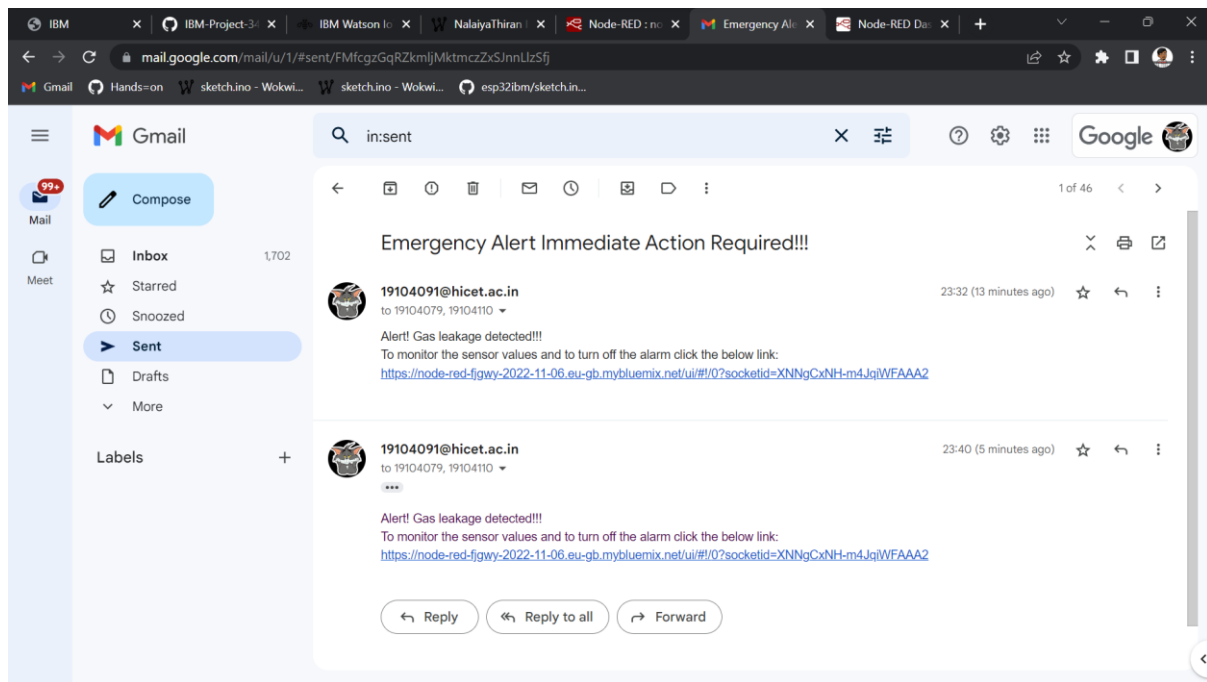 IBM
IBM-Project-34
IBM Watson Io
NalaiyaThiran
Node-RED : no
Emergency Ale
Node-RED Das
mail.google.com/mail/u/1/#sent/FMfcgzGqRZkmljMktmczZxSJnnLlzSfj
Gmail
Hands=on
sketch.ino - Wokwi...
sketch.ino - Wokwi...
esp32ibm/sketch.in...
Gmail
in:sent
Google
99+
Mail
Meet
Compose
1 of 46
Inbox 1,702
Starred
Snoozed
Sent
Drafts
More
Labels
Emergency Alert Immediate Action Required!!!
19104091@hicet.ac.in 23:32 (13 minutes ago)
to 19104079, 19104110
Alert! Gas leakage detected!!!
To monitor the sensor values and to turn off the alarm click the below link:
https://node-red-fjgwy-2022-11-06.eu-gb.mybluemix.net/ui/#!/0?socketid=XNNgCxNH-m4JqiWFAAA2
19104091@hicet.ac.in 23:40 (5 minutes ago)
to 19104079, 19104110
Alert! Gas leakage detected!!!
To monitor the sensor values and to turn off the alarm click the below link:
https://node-red-fjgwy-2022-11-06.eu-gb.mybluemix.net/ui/#!/0?socketid=XNNgCxNH-m4JqiWFAAA2
Reply
Reply to all
Forward